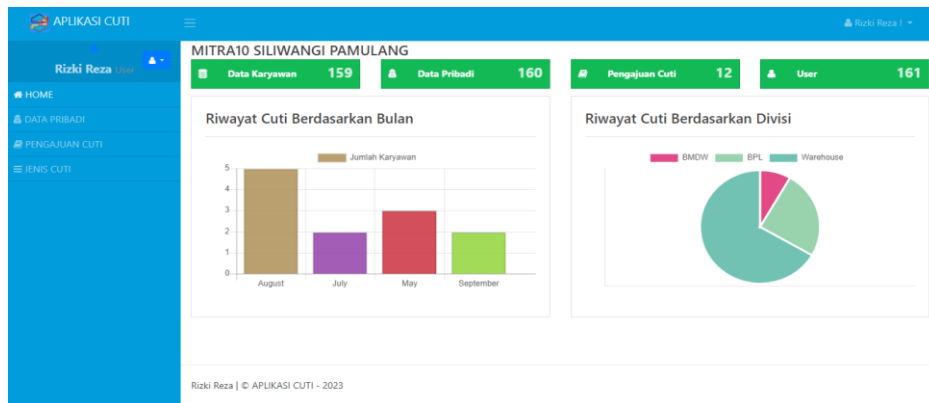 APLIKASI CUTI
Rizki Reza !
Rizki Reza User
HOME
DATA PRIBADI
PENGAJUAN CUTI
JENIS CUTI
MITRA10 SILIWANGI PAMULANG
Data Karyawan 159
Data Pribadi 160
Pengajuan Cuti 12
User 161
Riwayat Cuti Berdasarkan Bulan
Jumlah Karyawan
5
4
3
2
1
0
August July May September
Riwayat Cuti Berdasarkan Divisi
BMDW BPL Warehouse
Rizki Reza | © APLIKASI CUTI - 2023